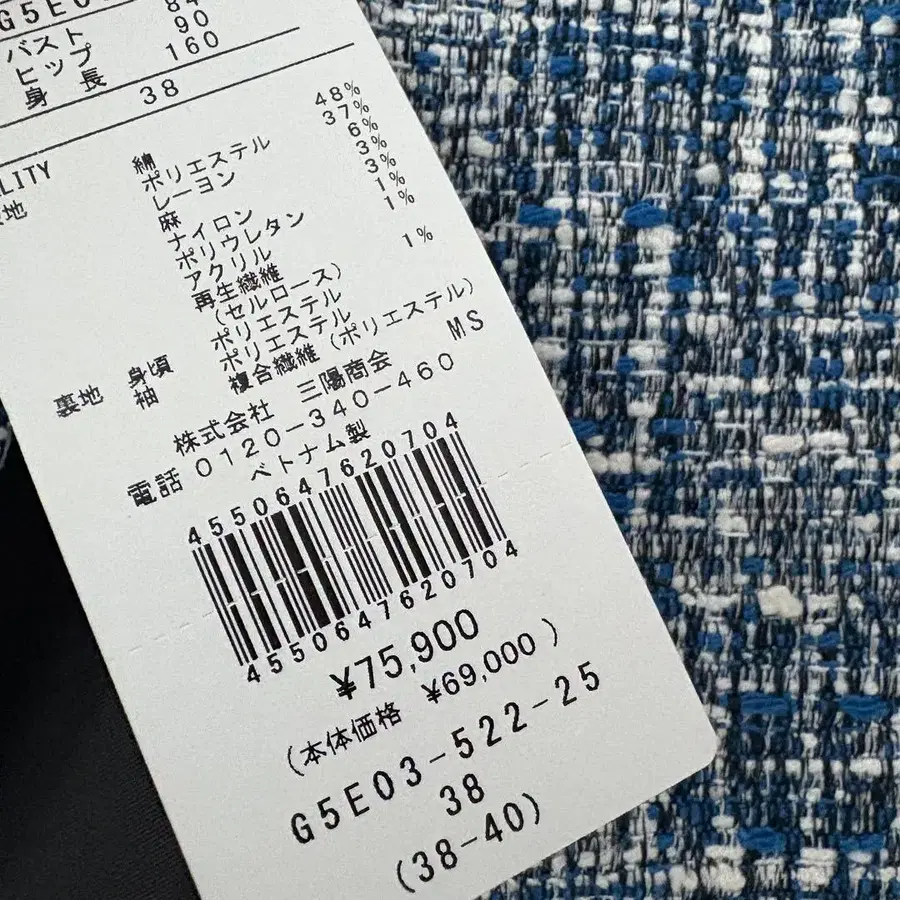 G5E0
バスト 84
ヒップ 90
身長 160
38
LITY
地 綿 48%
ポリエステル 37%
レーヨン 6%
麻 3%
ナイロン 3%
ポリウレタン 1%
アクリル 1%
再生繊維
(セルロース) 1%
ポリエステル
裏地 身頃 ポリエステル
袖 複合繊維(ポリエステル)
株式会社 三陽商会 MS
電話 0120-340-460
ベトナム製
4550647620704
4550647620704
¥75,900
(本体価格 ¥69,000)
G5E03-522-25
38
(38-40)